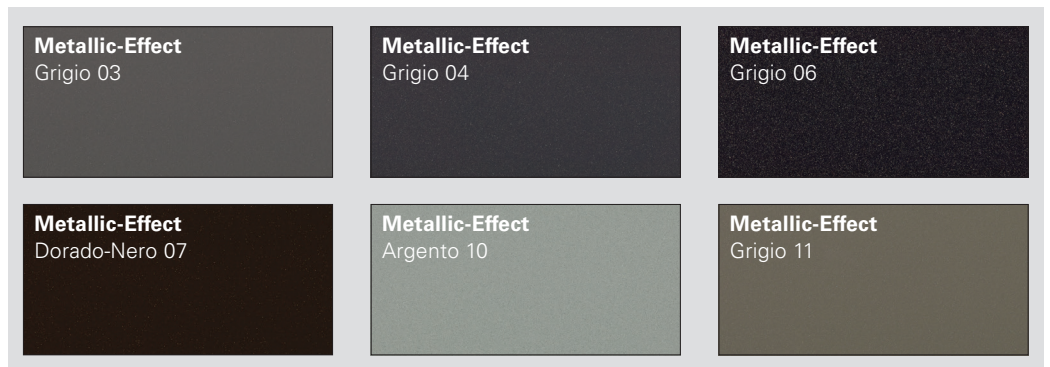 Metallic-Effect
Grigio 03
Metallic-Effect
Grigio 04
Metallic-Effect
Grigio 06
Metallic-Effect
Dorado-Nero 07
Metallic-Effect
Argento 10
Metallic-Effect
Grigio 11